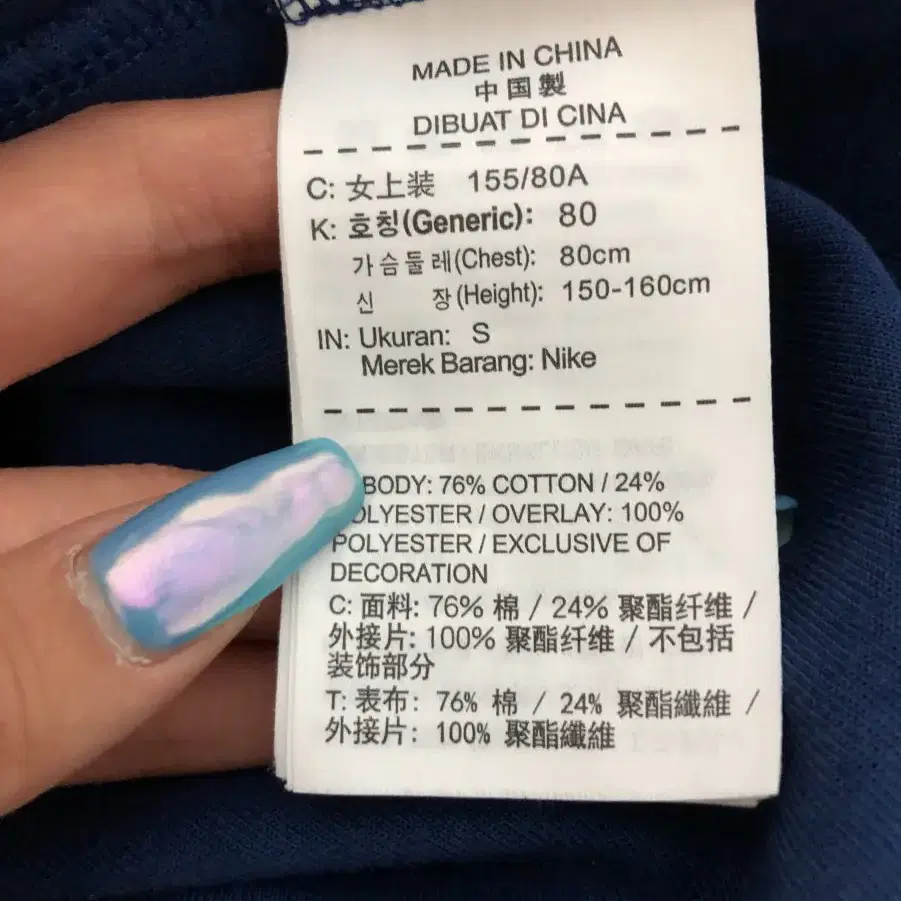 MADE IN CHINA
中国製
DIBUAT DI CINA
C: 女上装 155/80A
K: 호칭(Generic): 80
가슴둘레(Chest): 80cm
신 장(Height): 150-160cm
IN: Ukuran: S
Merek Barang: Nike
BODY: 76% COTTON / 24%
OLYESTER / OVERLAY: 100%
POLYESTER / EXCLUSIVE OF
DECORATION
C: 面料: 76% 棉 / 24% 聚酯纤维 /
外接片: 100% 聚酯纤维 / 不包括
装饰部分
T: 表布: 76% 棉 / 24% 聚酯纖維 /
外接片: 100% 聚酯纖維